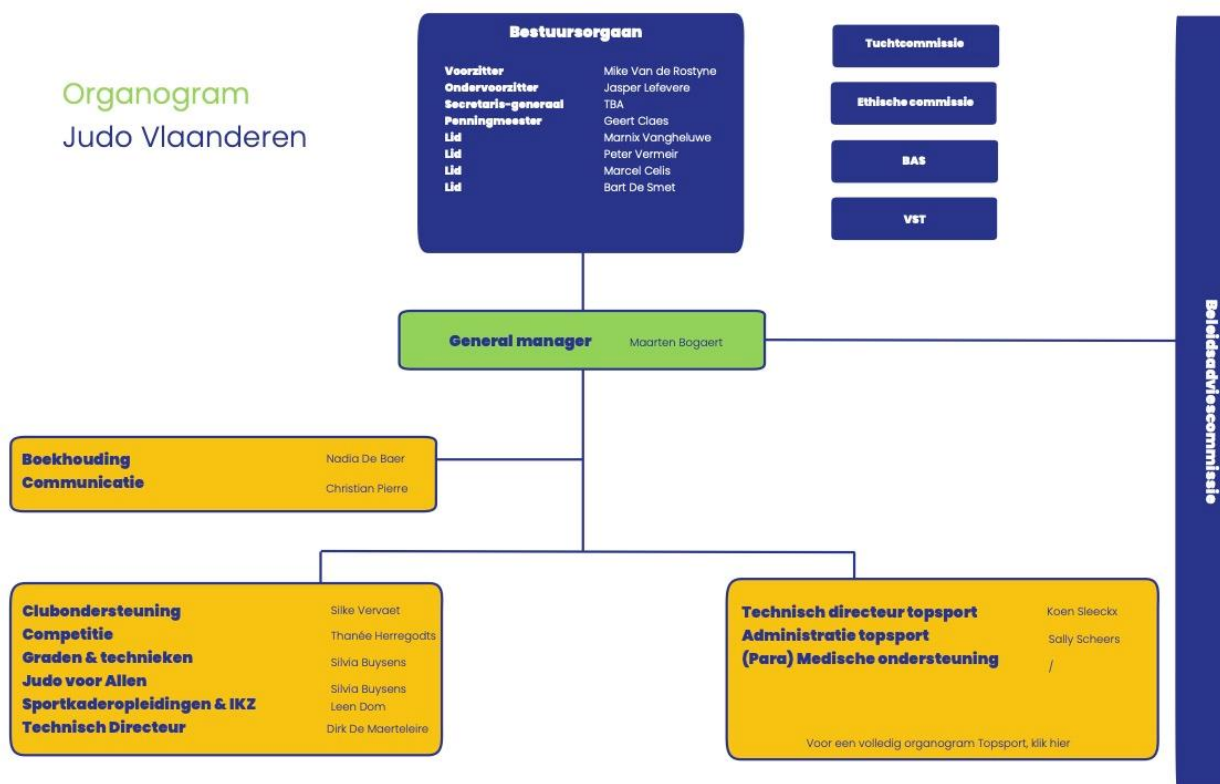 Organogram
Judo Vlaanderen
Bestuursorgaan
Voorzitter Mike Van de Rostyne
Ondervoorzitter Jasper Lefevere
Secretaris-generaal TBA
Penningmeester Geert Claes
Lid Marnix Vangheluwe
Lid Peter Vermeir
Lid Marcel Celis
Lid Bart De Smet
Tuchtcommissie
Ethische commissie
BAS
VST
General manager Maarten Bogaert
Beleidsadviescommissie
Boekhouding Nadia De Baer
Communicatie Christian Pierre
Clubondersteuning Silke Vervaet
Competitie Thanée Herregodts
Graden & technieken Silvia Buysens
Judo voor Allen Silvia Buysens
Sportkaderopleidingen & IKZ Leen Dom
Technisch Directeur Dirk De Maerteleire
Technisch directeur topsport Koen Sleeckx
Administratie topsport Sally Scheers
(Para) Medische ondersteuning /
Voor een volledig organogram Topsport, klik hier